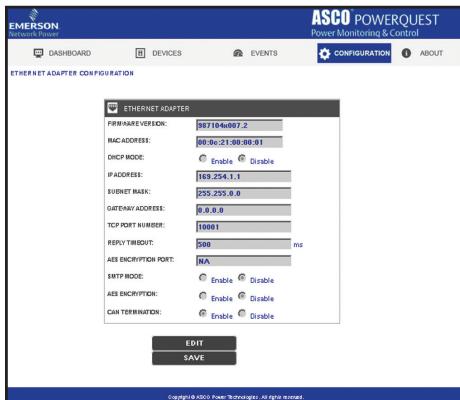 EMERSON
Network Power
ASCO POWERQUEST
Power Monitoring & Control
DASHBOARD
DEVICES
EVENTS
CONFIGURATION
ABOUT
ETHERNET ADAPTER CONFIGURATION
ETHERNET ADAPTER
FIRMWARE VERSION: 987104x007.2
MAC ADDRESS: 00:0c:21:00:00:01
DHCP MODE: Enable Disable
IP ADDRESS: 169.254.1.1
SUBNET MASK: 255.255.0.0
GATEWAY ADDRESS: 0.0.0.0
TCP PORT NUMBER: 10001
REPLY TIMEOUT: 500 ms
AES ENCRYPTION PORT: NA
SMTP MODE: Enable Disable
AES ENCRYPTION: Enable Disable
CAN TERMINATION: Enable Disable
EDIT
SAVE
Copyright © ASCO Power Technologies. All rights reserved.